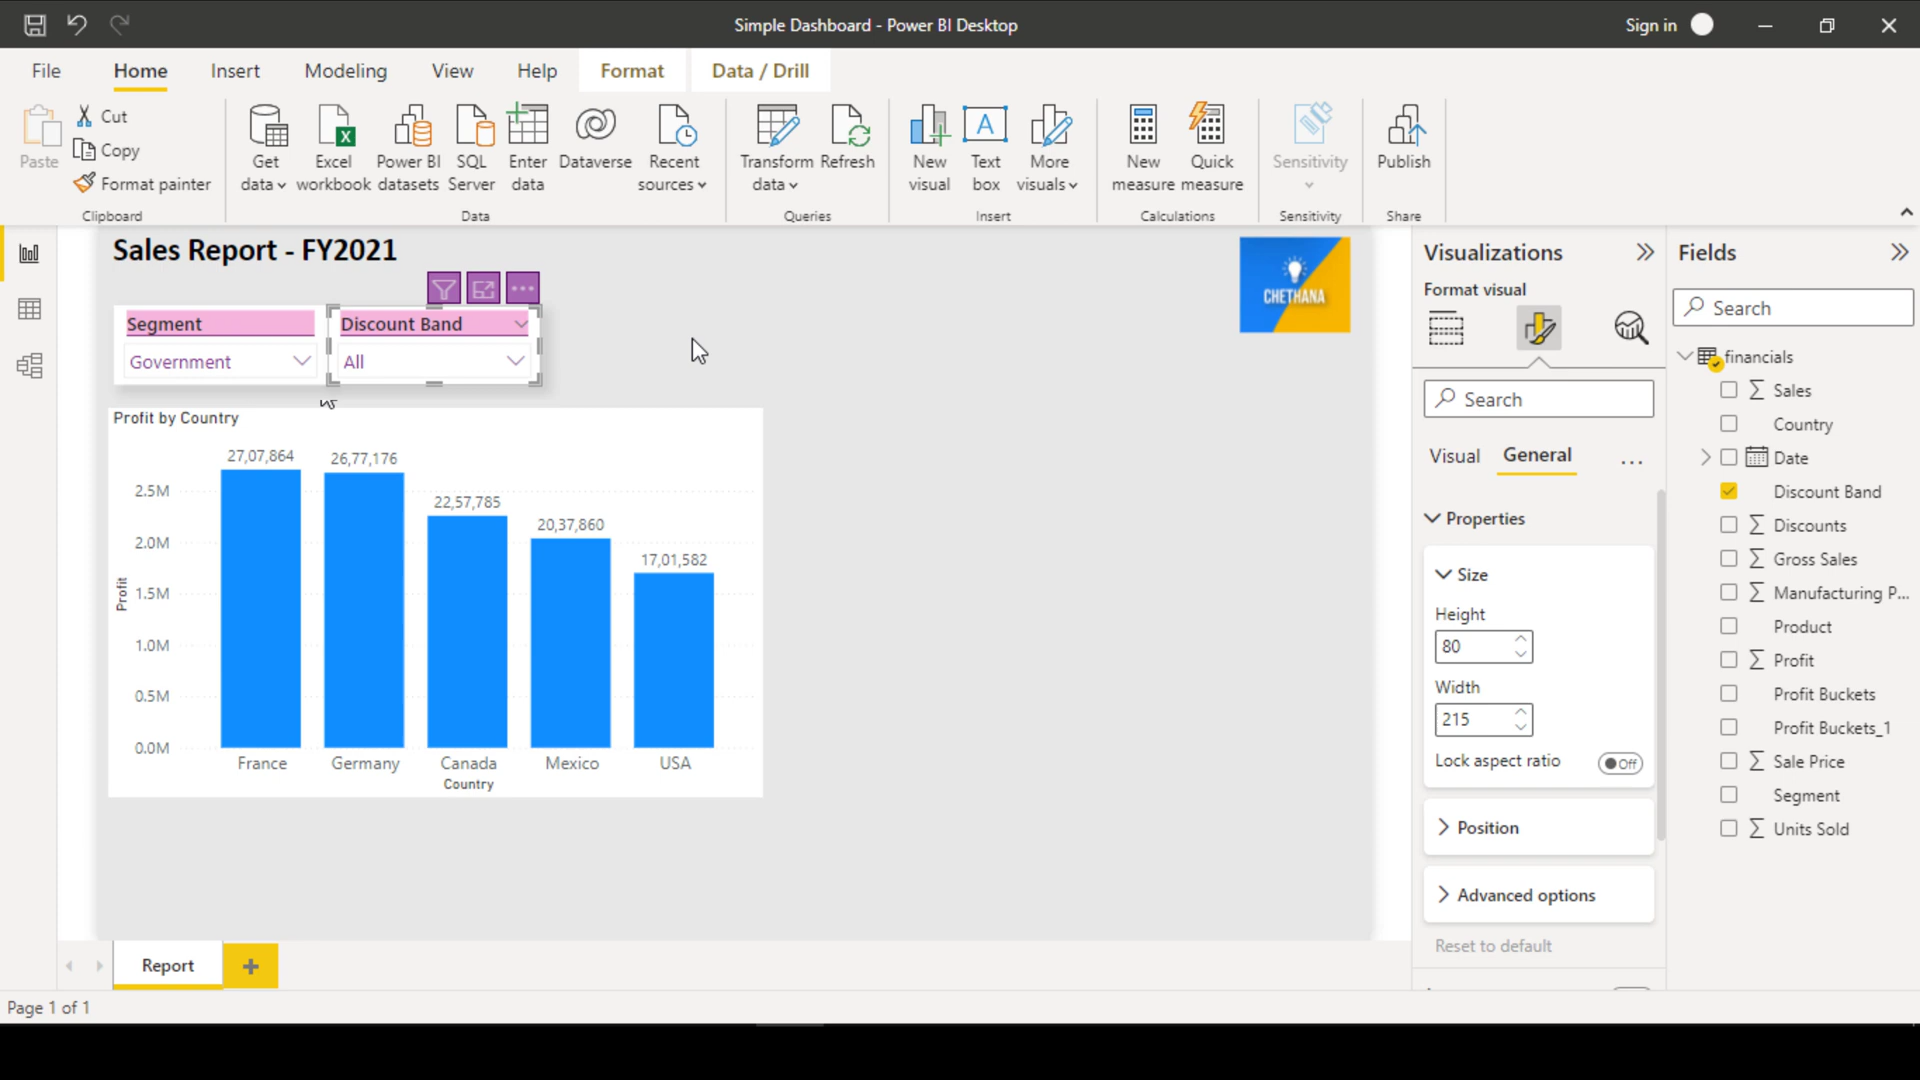 Simple Dashboard - Power BI Desktop
Sign in
File Home Insert Modeling View Help Format Data / Drill
Paste
Cut
Copy
Format painter
Clipboard
Get data
Excel workbook
Power BI datasets
SQL Server
Enter data
Dataverse
Recent sources
Data
Transform data
Refresh
Queries
New visual
Text box
More visuals
Insert
New measure
Quick measure
Calculations
Sensitivity
Sensitivity
Publish
Share
Sales Report - FY2021
CHETHANA
Segment
Government
Discount Band
All
Profit by Country
27,07,864
26,77,176
22,57,785
20,37,860
17,01,582
2.5M
2.0M
1.5M
1.0M
0.5M
0.0M
Profit
France Germany Canada Mexico USA
Country
Visualizations
Format visual
Search
Visual General ...
Properties
Size
Height
80
Width
215
Lock aspect ratio Off
Position
Advanced options
Reset to default
Fields
Search
financials
Sales
Country
Date
Discount Band
Discounts
Gross Sales
Manufacturing P...
Product
Profit
Profit Buckets
Profit Buckets_1
Sale Price
Segment
Units Sold
Report
Page 1 of 1